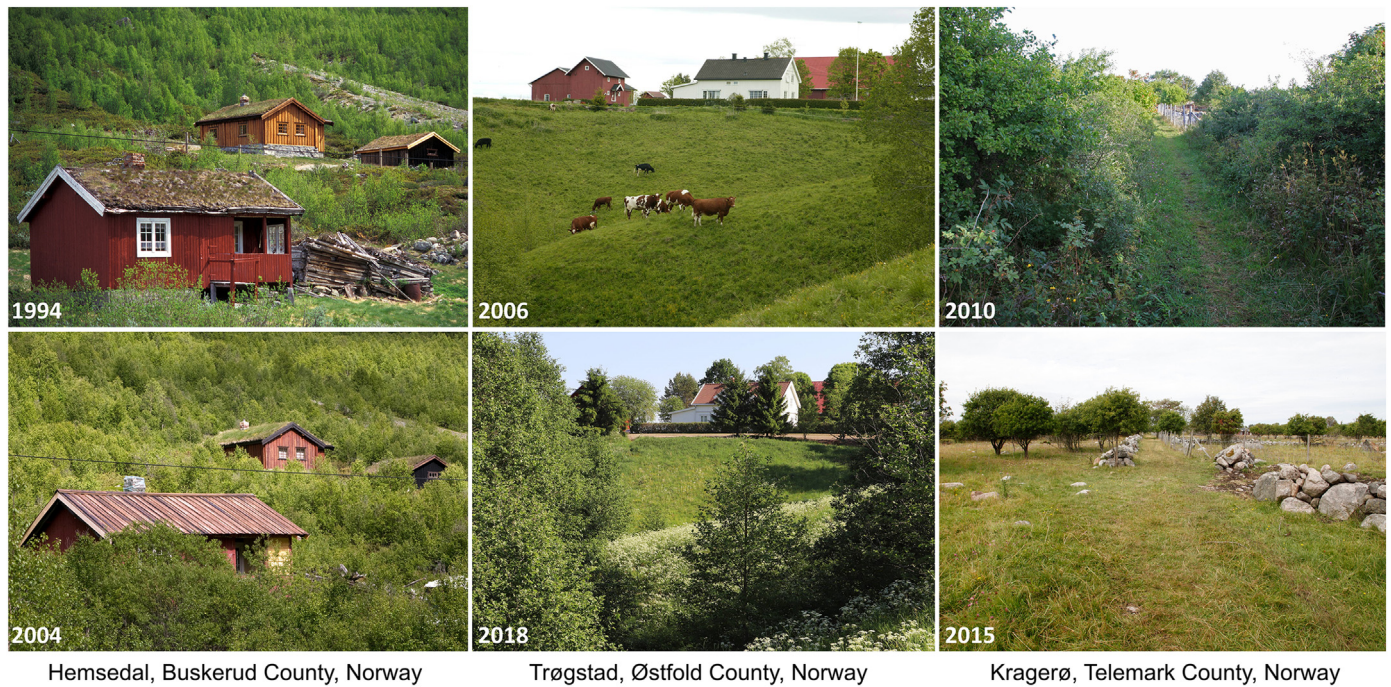 1994
2006
2010
2004
2018
2015
Hemsedal, Buskerud County, Norway
Trøgstad, Østfold County, Norway
Kragerø, Telemark County, Norway